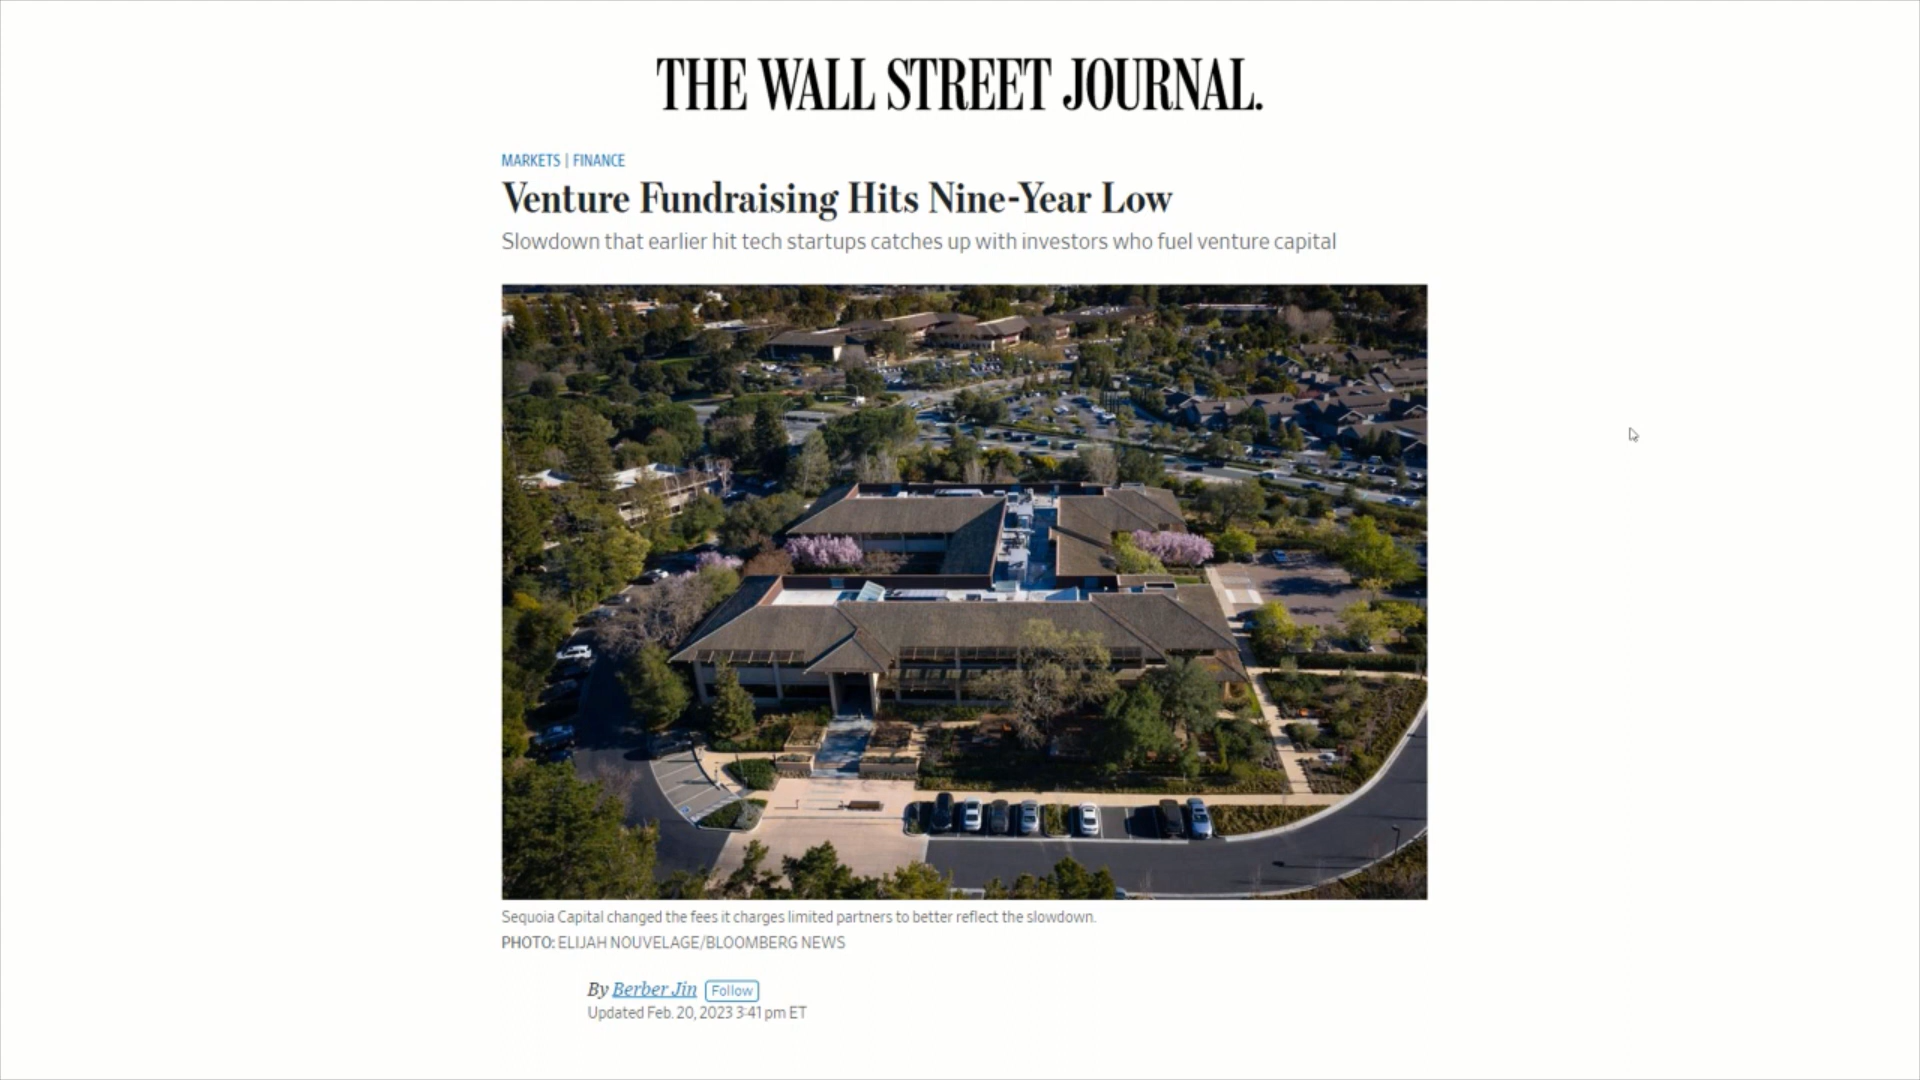 THE WALL STREET JOURNAL.
MARKETS | FINANCE
Venture Fundraising Hits Nine-Year Low
Slowdown that earlier hit tech startups catches up with investors who fuel venture capital
Sequoia Capital changed the fees it charges limited partners to better reflect the slowdown.
PHOTO: ELIJAH NOUVELAGE/BLOOMBERG NEWS
By Berber Jin Follow
Updated Feb. 20, 2023 3:41 pm ET